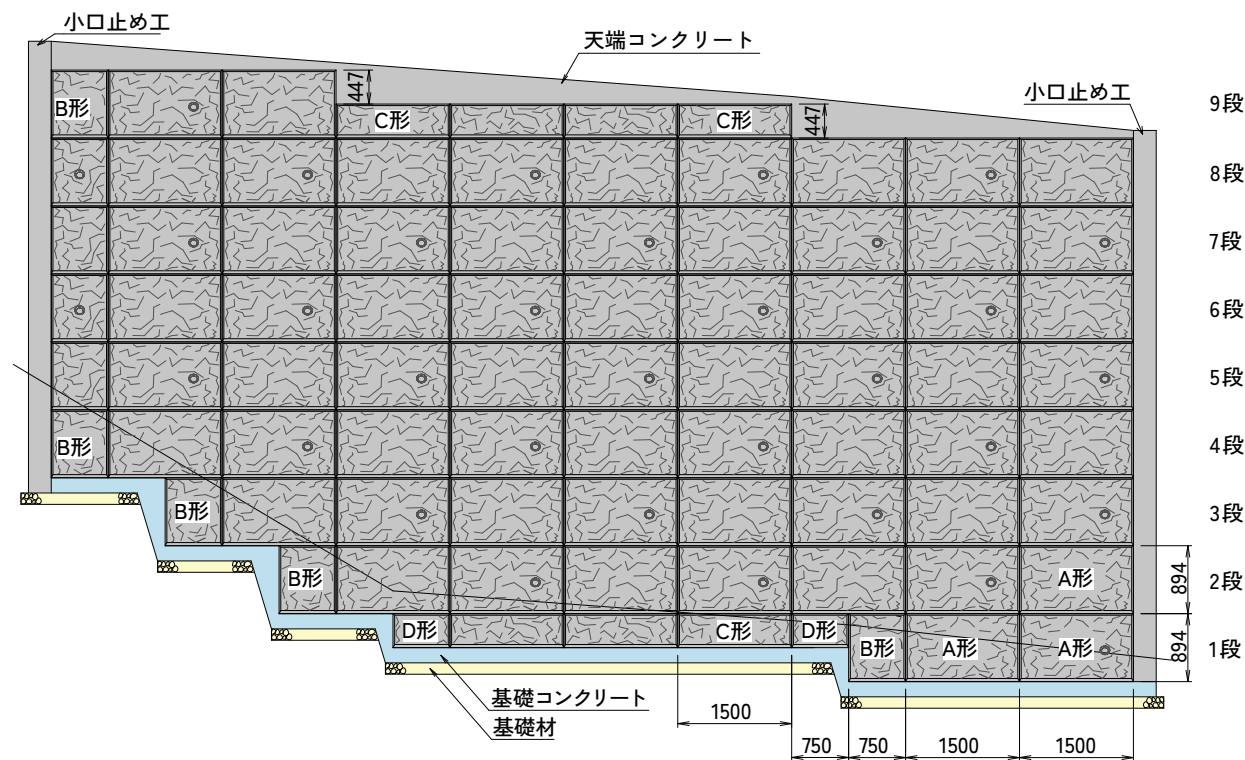 小口止め工
天端コンクリート
小口止め工
447
B形
C形
C形
447
9段
8段
7段
6段
5段
B形
4段
B形
3段
B形
A形
894
2段
D形
C形
D形
B形
A形
A形
894
1段
基礎コンクリート
基礎材
1500
750
750
1500
1500